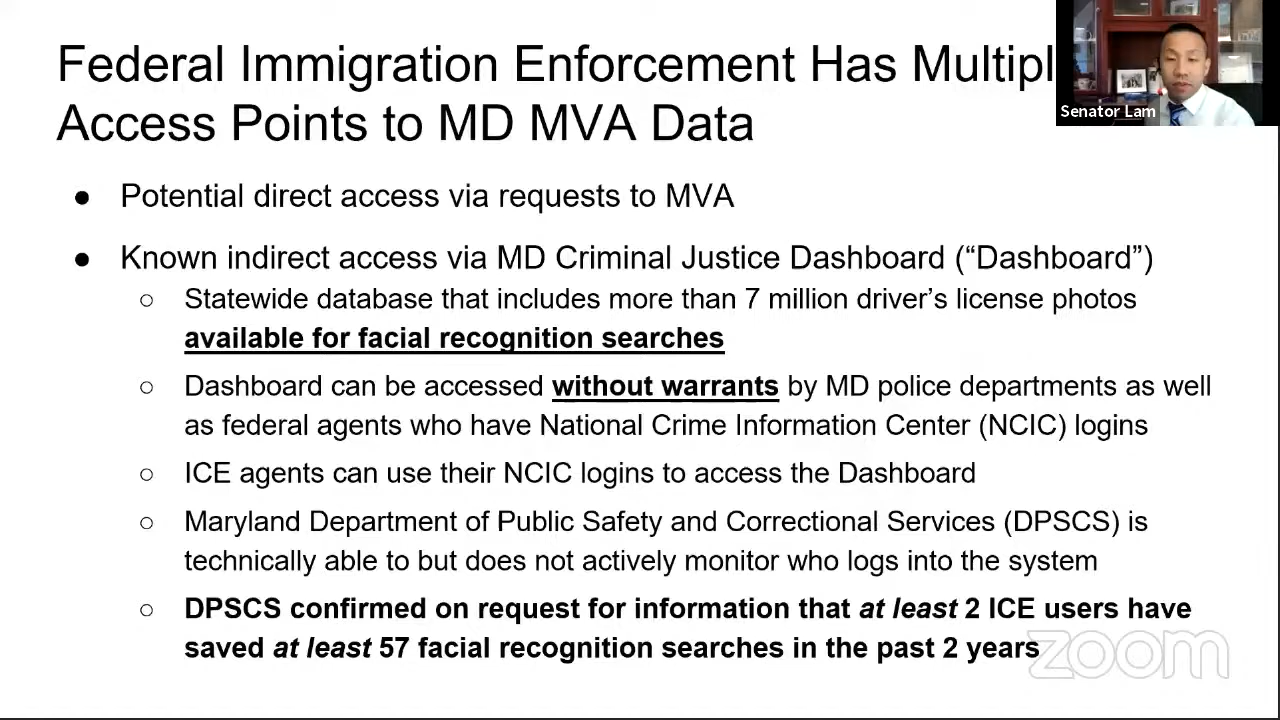 Federal Immigration Enforcement Has Multipl
Access Points to MD MVA Data
Senator Lam
● Potential direct access via requests to MVA
● Known indirect access via MD Criminal Justice Dashboard (“Dashboard”)
○ Statewide database that includes more than 7 million driver’s license photos
available for facial recognition searches
○ Dashboard can be accessed without warrants by MD police departments as well
as federal agents who have National Crime Information Center (NCIC) logins
○ ICE agents can use their NCIC logins to access the Dashboard
○ Maryland Department of Public Safety and Correctional Services (DPSCS) is
technically able to but does not actively monitor who logs into the system
○ DPSCS confirmed on request for information that at least 2 ICE users have
saved at least 57 facial recognition searches in the past 2 years
zoom